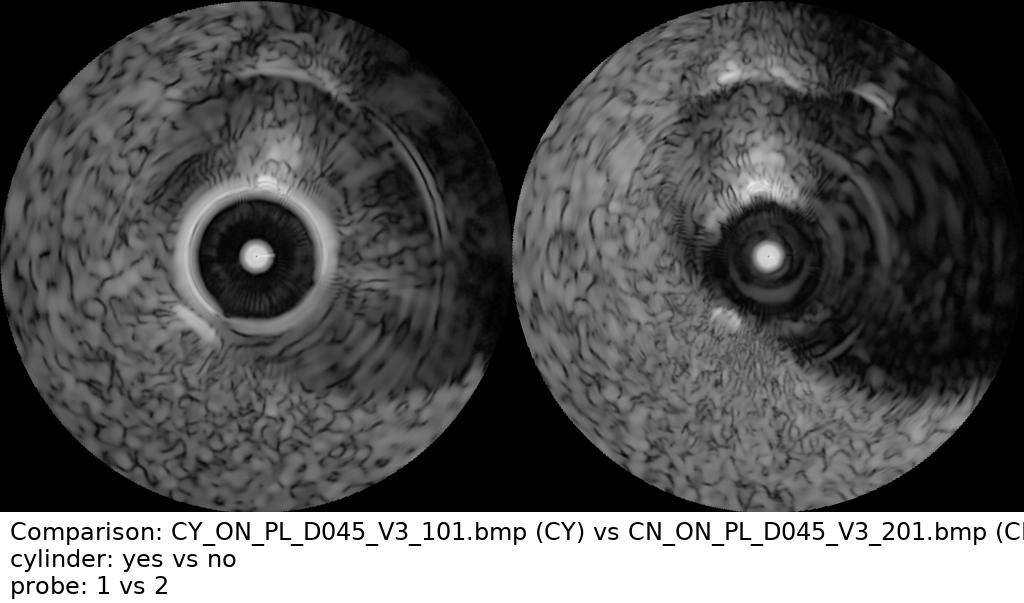 Comparison: CY_ON_PL_D045_V3_101.bmp (CY) vs CN_ON_PL_D045_V3_201.bmp (C
cylinder: yes vs no
probe: 1 vs 2